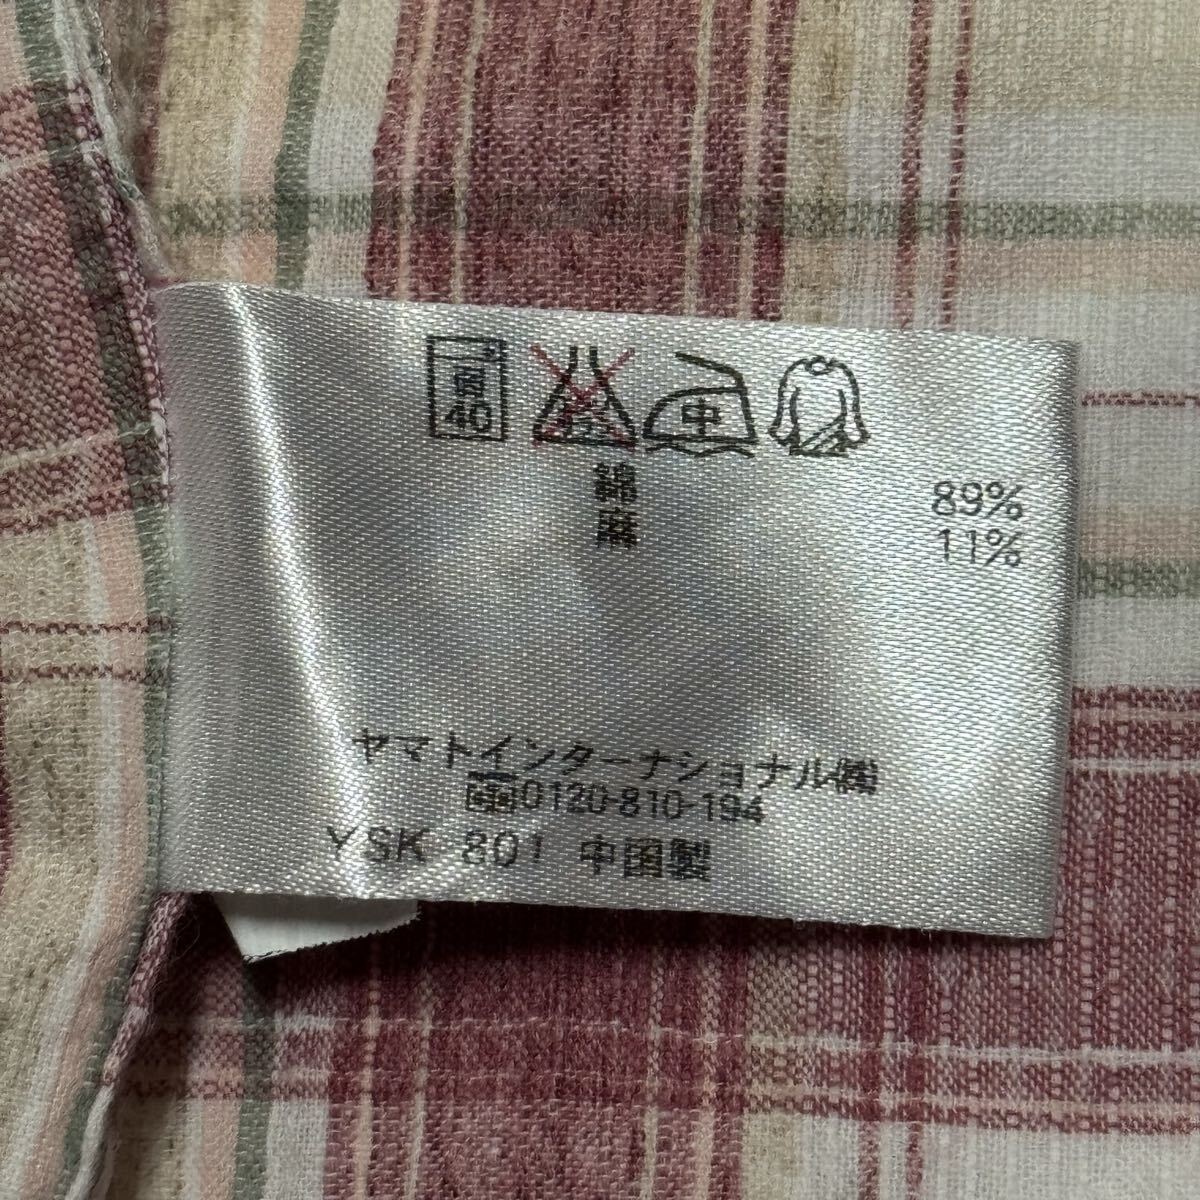 弱 40 中
綿 89%
麻 11%
ヤマトインターナショナル㈱
0120-810-194
YSK 801 中国製